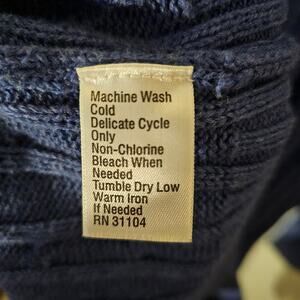 Machine Wash
Cold
Delicate Cycle
Only
Non-Chlorine
Bleach When
Needed
Tumble Dry Low
Warm Iron
If Needed
RN 31104